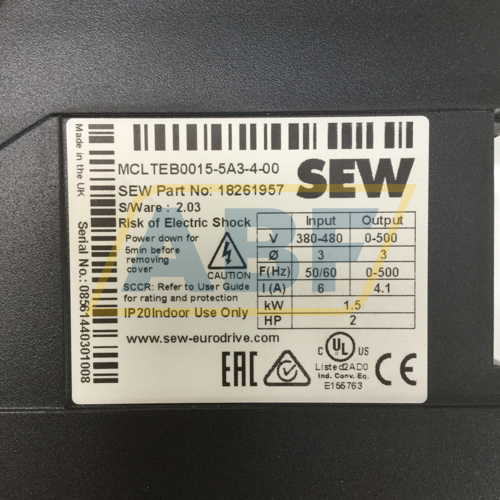 MCLTEB0015-5A3-4-00
SEW Part No: 18261957
S/Ware : 2.03
SEW
Risk of Electric Shock
Power down for
5min before
removing
cover
CAUTION
SCCR: Refer to User Guide
for rating and protection
IP20Indoor Use Only
Input Output
V 380-480 0-500
Ø 3 3
F(Hz) 50/60 0-500
I (A) 6 4.1
kW 1.5
HP 2
www.sew-eurodrive.com
EAC
CE
c UL US
Listed2AD0
Ind. Conv. Eq.
E155763
Made in the UK
Serial No.: 08561440301008
ABF